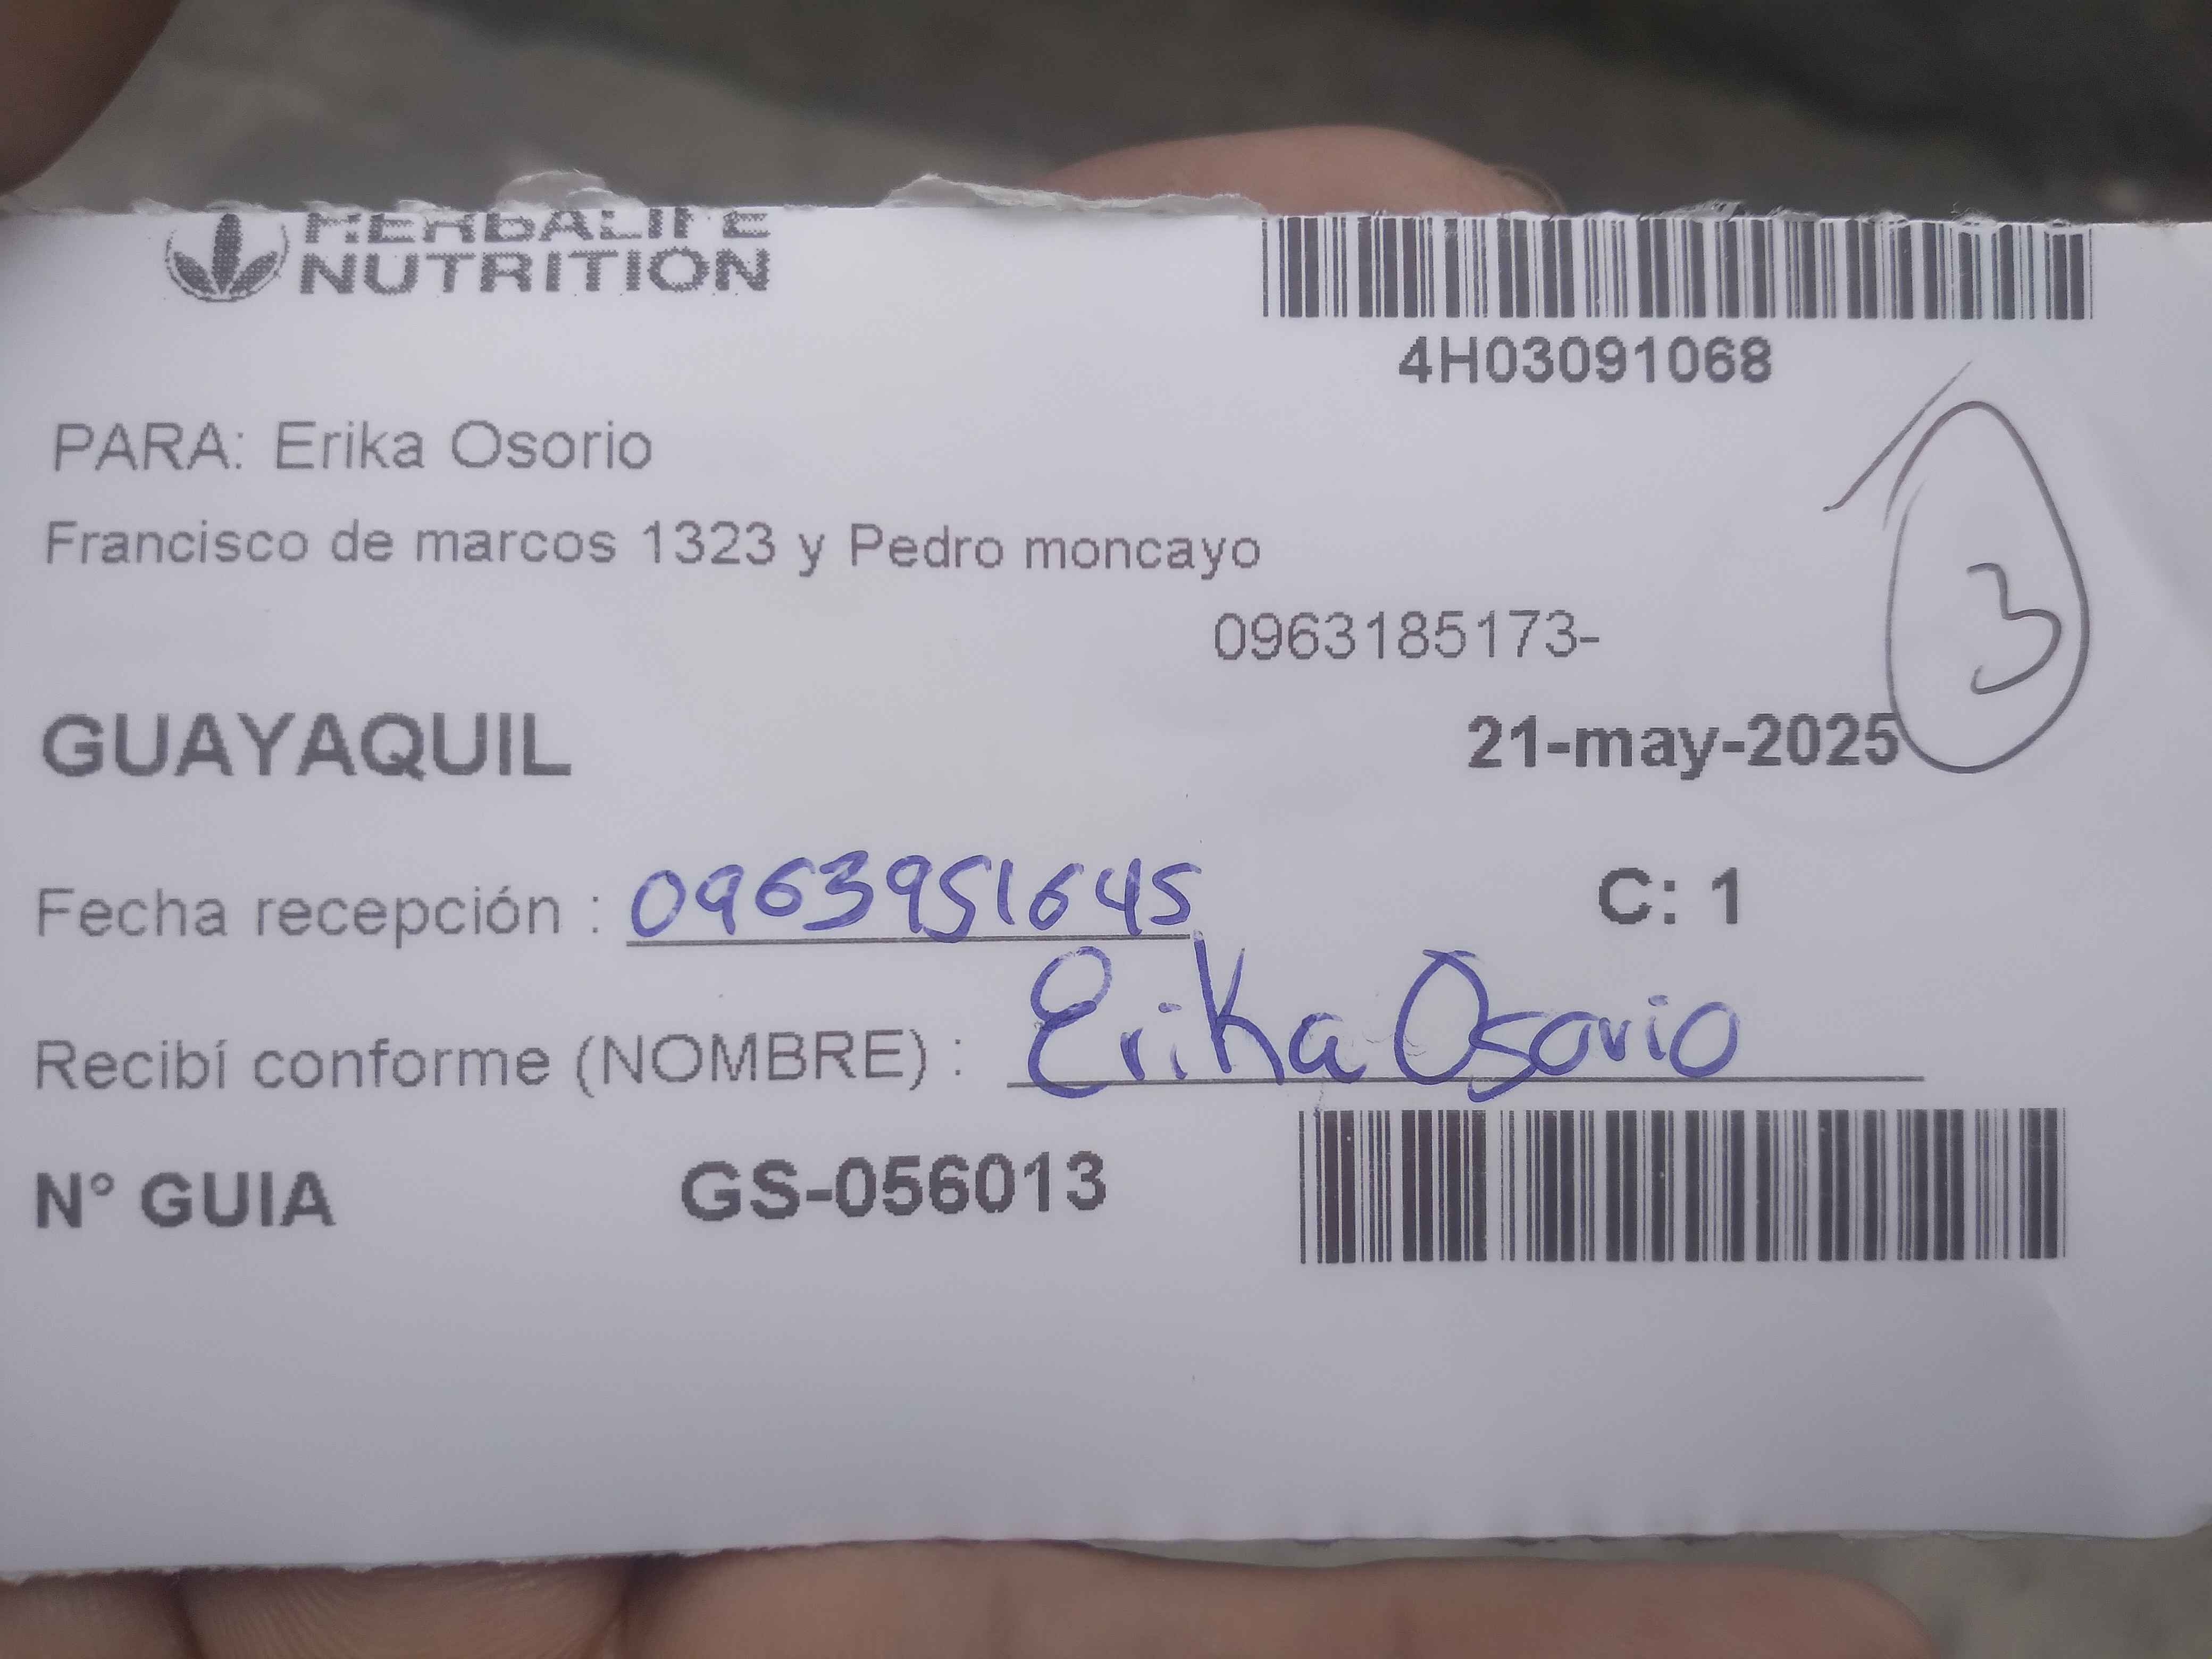 HERBALIFE
NUTRITION
4H03091068
PARA: Erika Osorio
Francisco de marcos 1323 y Pedro moncayo
3
0963185173-
GUAYAQUIL
21-may-2025
Fecha recepción : 0963951645
C: 1
Recibí conforme (NOMBRE) : Erika Osorio
N° GUIA GS-056013